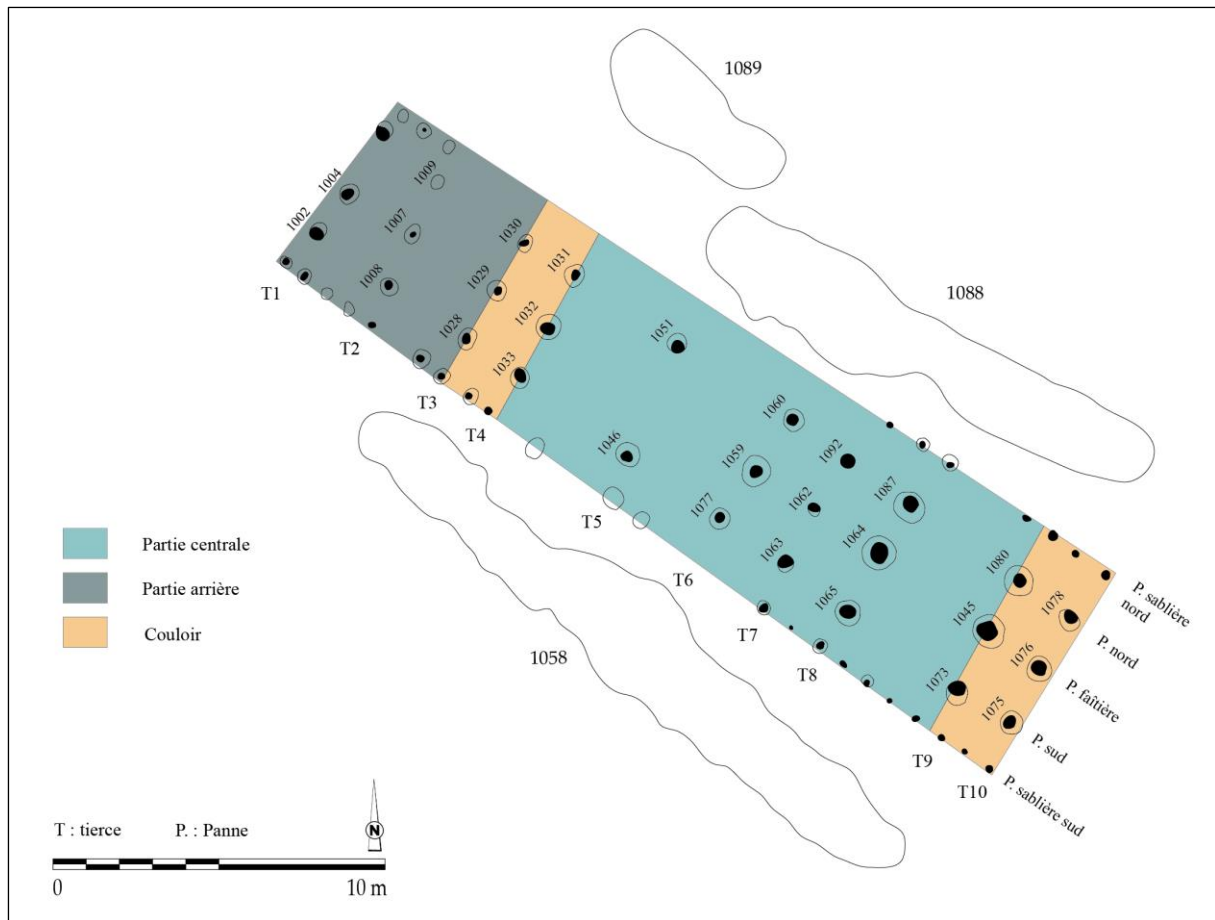 1089
1088
1058
1004
1002
1009
1007
1008
T1
T2
1030
1029
1028
1031
1032
1033
T3
T4
1051
1046
T5
1060
1059
1077
T6
1092
1062
1063
T7
1087
1064
1065
T8
1080
1045
1073
T9
1078
1076
1075
T10
P. sablière
nord
P. nord
P. faîtière
P. sud
P. sablière sud
Partie centrale
Partie arrière
Couloir
T : tierce P. : Panne
N
0 10 m